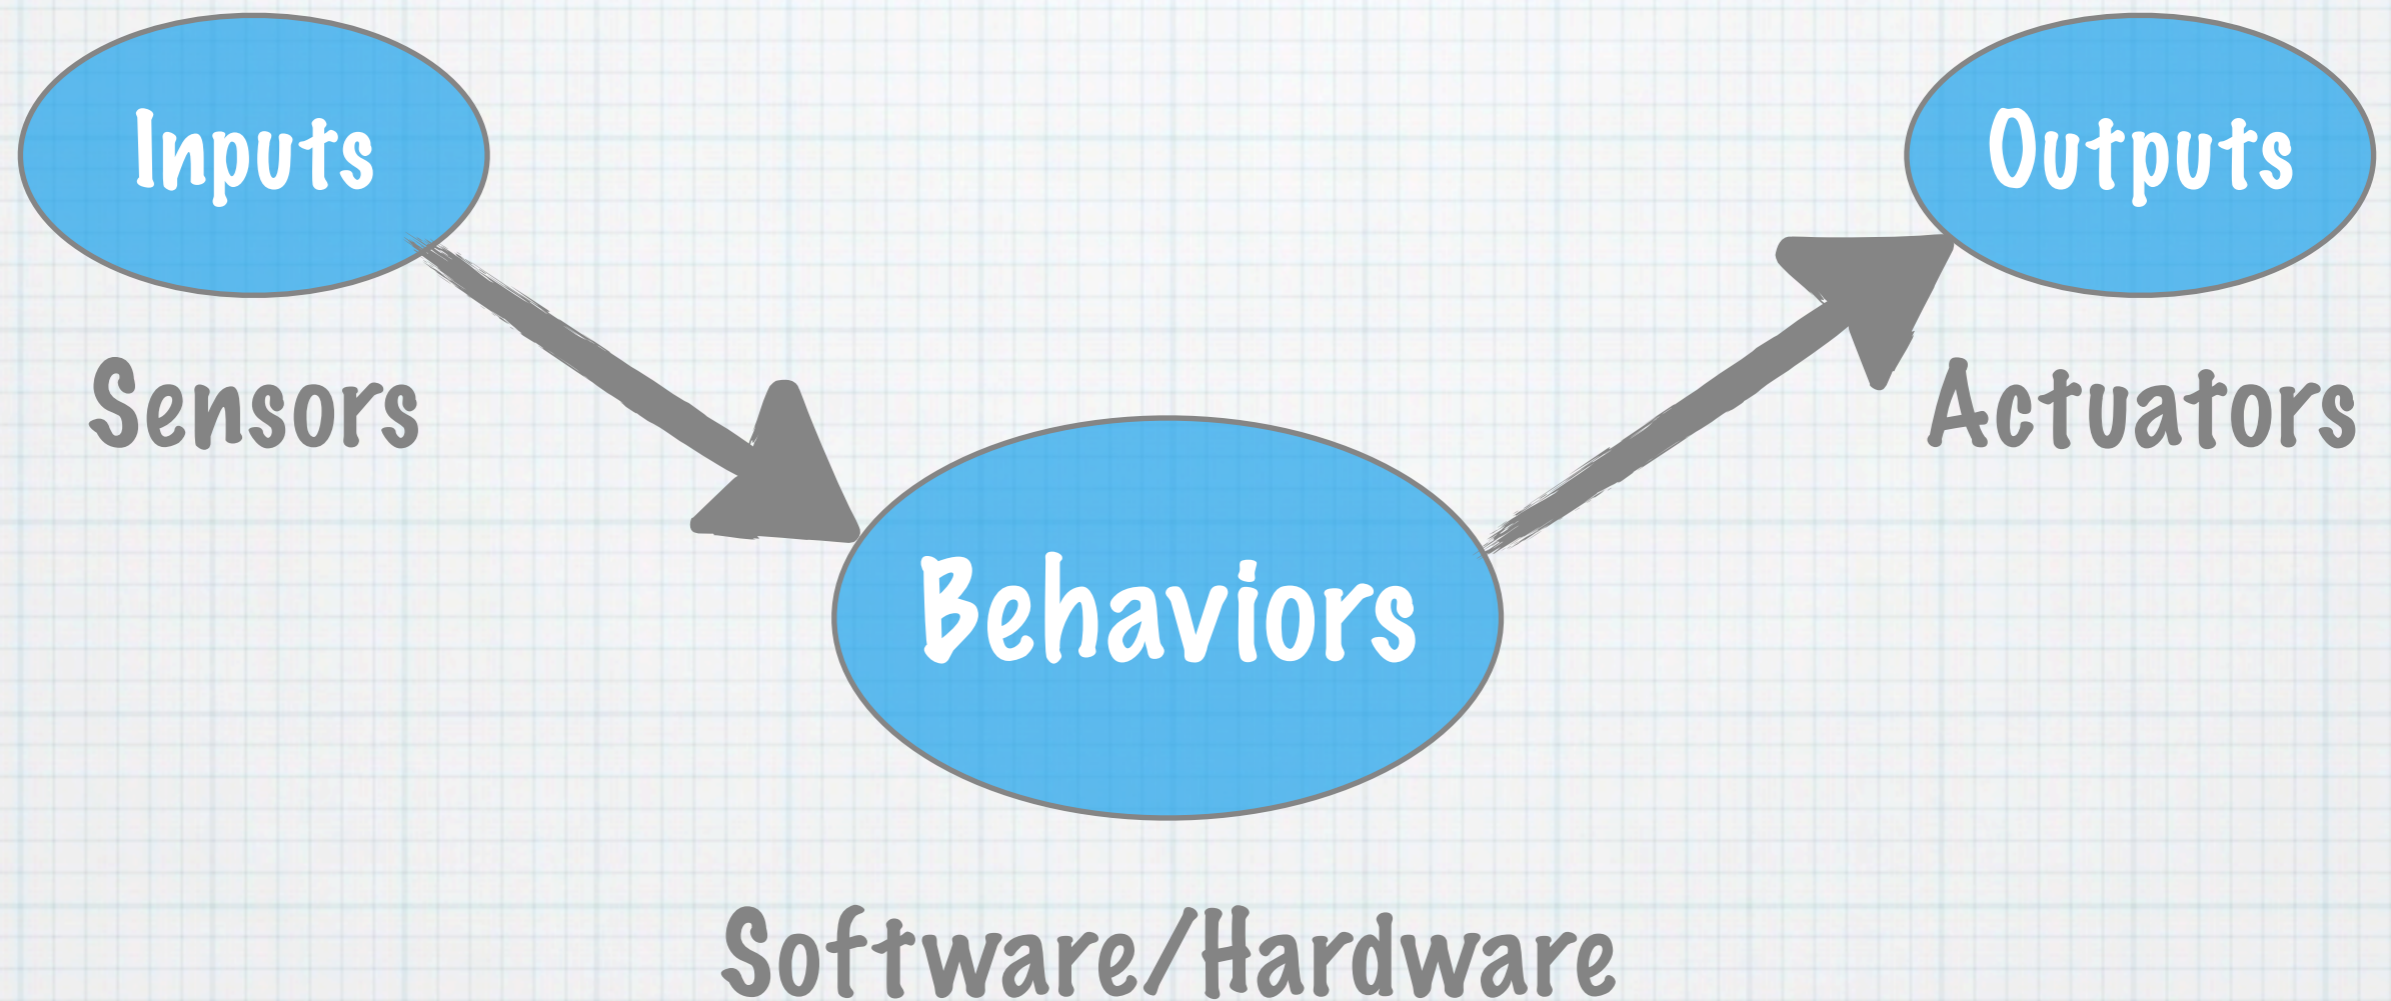 Inputs
Outputs
Sensors
Actuators
Behaviors
Software/Hardware